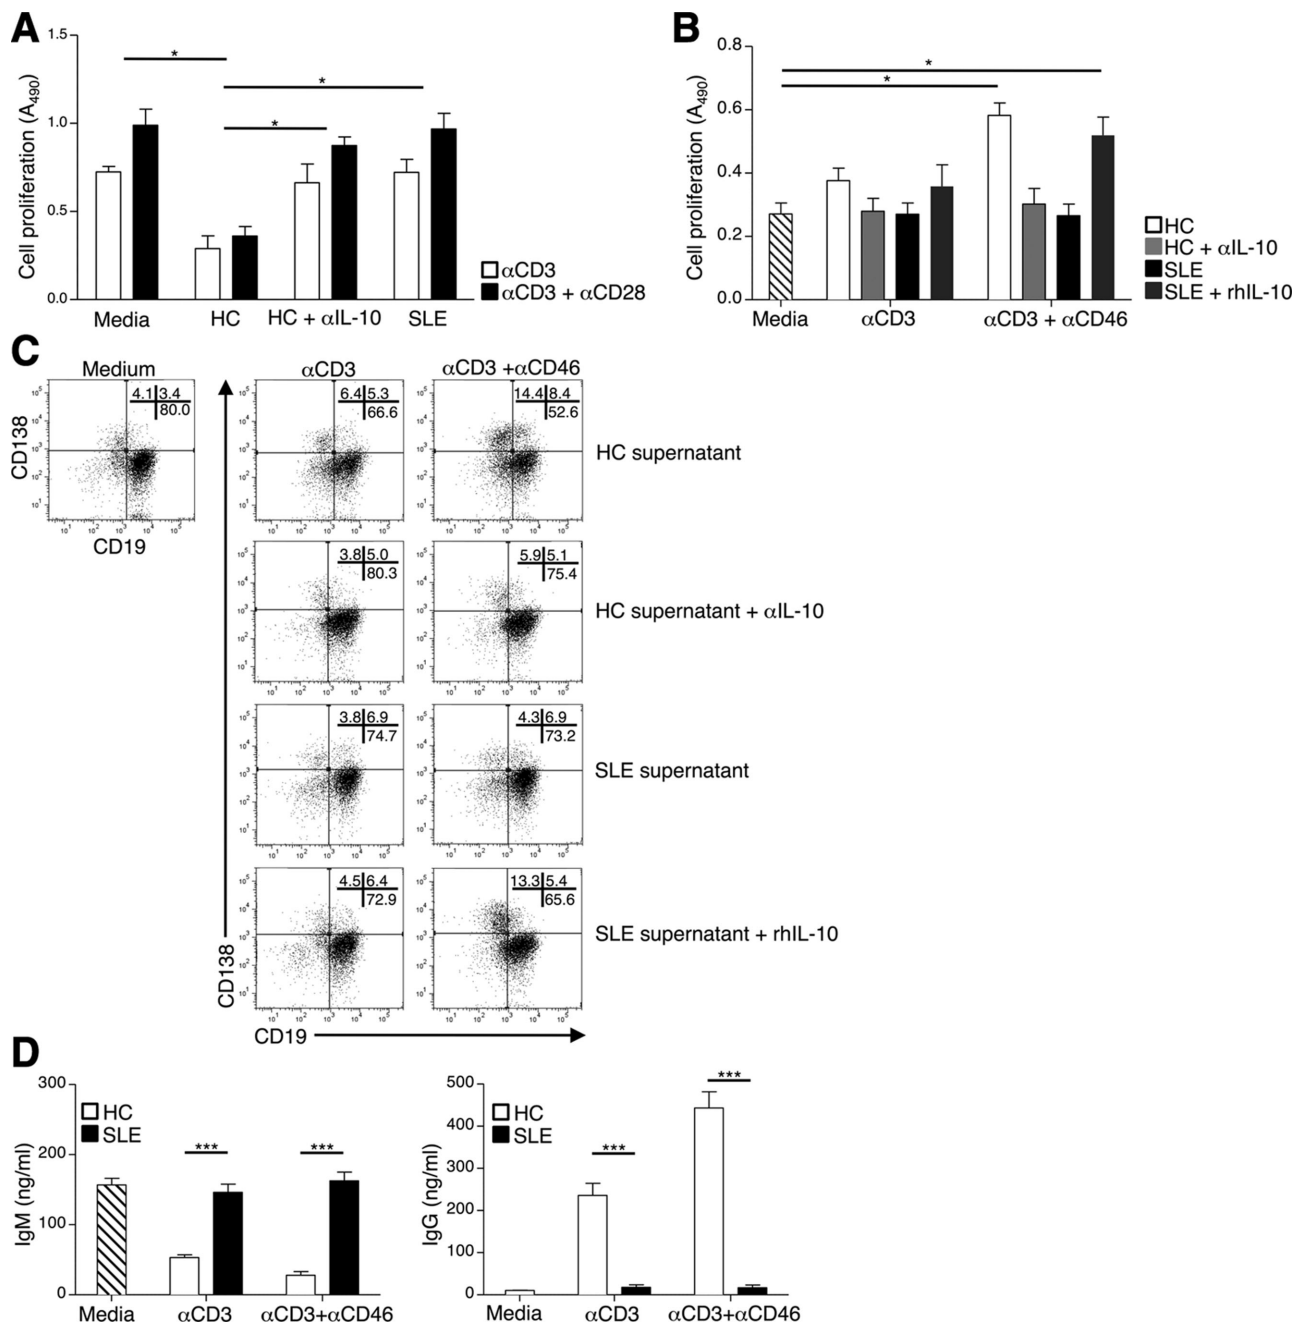 A
Cell proliferation (A490)
1.5
1.0
0.5
0.0
*
*
*
Media
HC
HC + αIL-10
SLE
αCD3
αCD3 + αCD28
B
Cell proliferation (A490)
0.8
0.6
0.4
0.2
0.0
*
*
Media
αCD3
αCD3 + αCD46
HC
HC + αIL-10
SLE
SLE + rhIL-10
C
Medium
4.1 3.4
80.0
CD138
CD19
αCD3
αCD3 +αCD46
6.4 5.3
66.6
14.4 8.4
52.6
HC supernatant
3.8 5.0
80.3
5.9 5.1
75.4
HC supernatant + αIL-10
3.8 6.9
74.7
4.3 6.9
73.2
SLE supernatant
4.5 6.4
72.9
13.3 5.4
65.6
SLE supernatant + rhIL-10
CD138
CD19
D
IgM (ng/ml)
300
200
100
0
HC
SLE
***
***
Media
αCD3
αCD3+αCD46
IgG (ng/ml)
500
400
300
200
100
0
HC
SLE
***
***
Media
αCD3
αCD3+αCD46